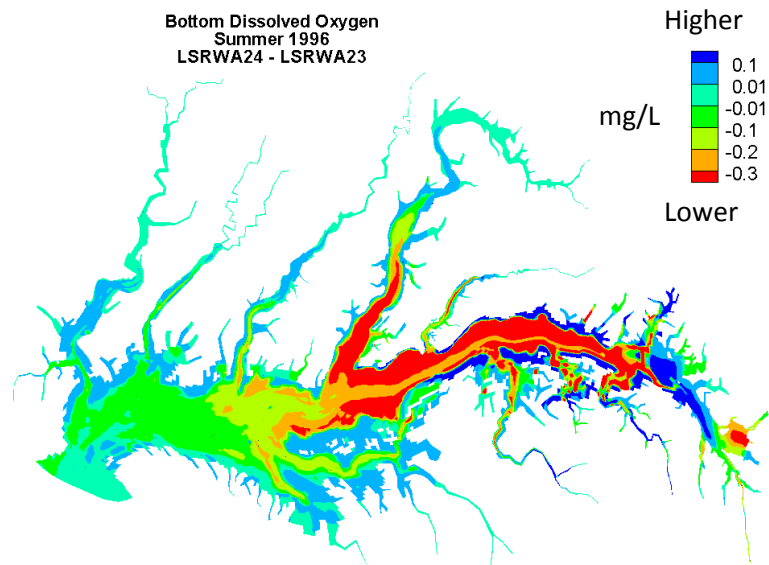 Bottom Dissolved Oxygen
Summer 1996
LSRWA24 - LSRWA23
Higher
mg/L
0.1
0.01
-0.01
-0.1
-0.2
-0.3
Lower